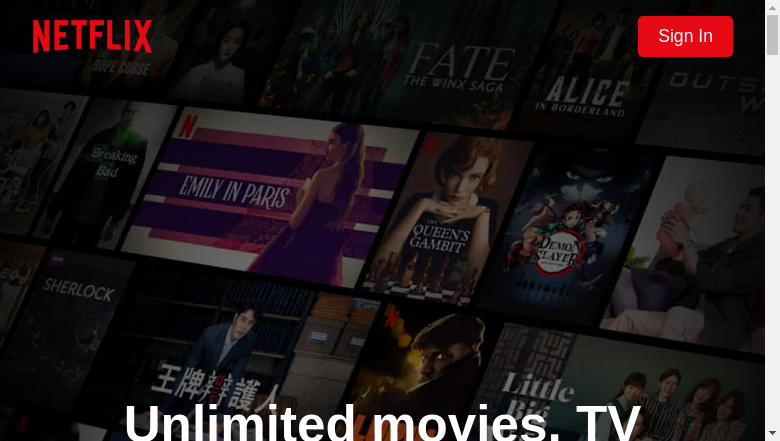 NETFLIX
Sign In
ROPE CURSE
FATE
THE WINX SAGA
ALICE
IN BORDERLAND
Breaking
Bad
EMILY IN PARIS
THE
QUEEN'S
GAMBIT
DEMON
SLAYER
SHERLOCK
王牌辯護人
Little
Unlimited movies, TV